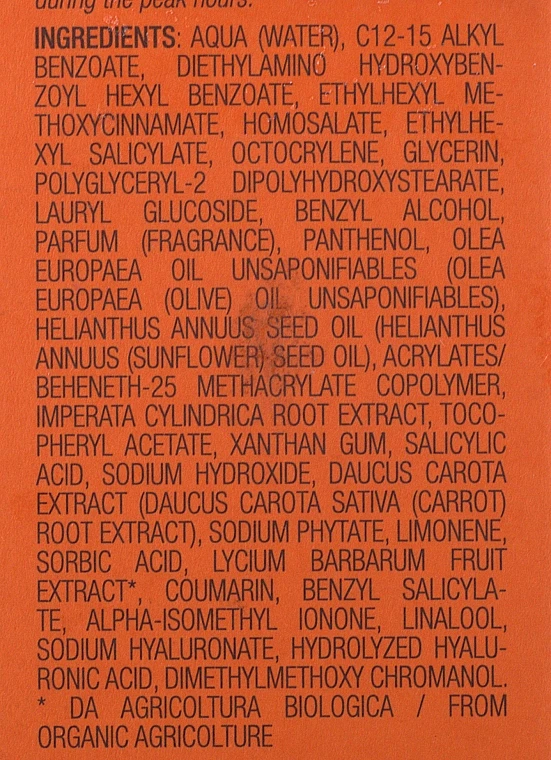 during the peak hours.
INGREDIENTS: AQUA (WATER), C12-15 ALKYL
BENZOATE, DIETHYLAMINO HYDROXYBEN-
ZOYL HEXYL BENZOATE, ETHYLHEXYL ME-
THOXYCINNAMATE, HOMOSALATE, ETHYLHE-
XYL SALICYLATE, OCTOCRYLENE, GLYCERIN,
POLYGLYCERYL-2 DIPOLYHYDROXYSTEARATE,
LAURYL GLUCOSIDE, BENZYL ALCOHOL,
PARFUM (FRAGRANCE), PANTHENOL, OLEA
EUROPAEA OIL UNSAPONIFIABLES (OLEA
EUROPAEA (OLIVE) OIL UNSAPONIFIABLES),
HELIANTHUS ANNUUS SEED OIL (HELIANTHUS
ANNUUS (SUNFLOWER) SEED OIL), ACRYLATES/
BEHENETH-25 METHACRYLATE COPOLYMER,
IMPERATA CYLINDRICA ROOT EXTRACT, TOCO-
PHERYL ACETATE, XANTHAN GUM, SALICYLIC
ACID, SODIUM HYDROXIDE, DAUCUS CAROTA
EXTRACT (DAUCUS CAROTA SATIVA (CARROT)
ROOT EXTRACT), SODIUM PHYTATE, LIMONENE,
SORBIC ACID, LYCIUM BARBARUM FRUIT
EXTRACT*, COUMARIN, BENZYL SALICYLA-
TE, ALPHA-ISOMETHYL IONONE, LINALOOL,
SODIUM HYALURONATE, HYDROLYZED HYALU-
RONIC ACID, DIMETHYLMETHOXY CHROMANOL.
* DA AGRICOLTURA BIOLOGICA / FROM
ORGANIC AGRICOLTURE